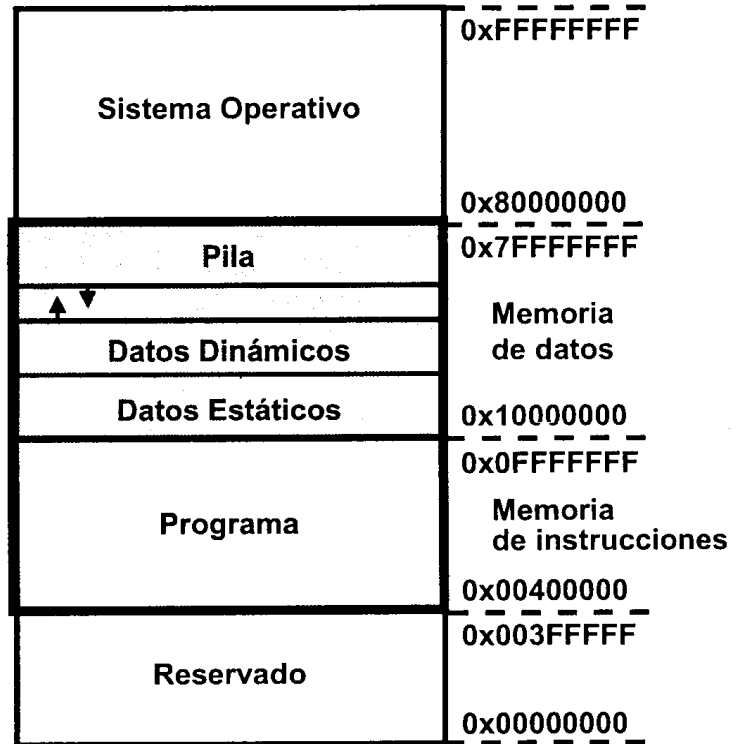 0xFFFFFFFF
Sistema Operativo
0x80000000
0x7FFFFFFF
Pila
Memoria
de datos
Datos Dinámicos
Datos Estáticos
0x10000000
0x0FFFFFFF
Programa
Memoria
de instrucciones
0x00400000
0x003FFFFF
Reservado
0x00000000